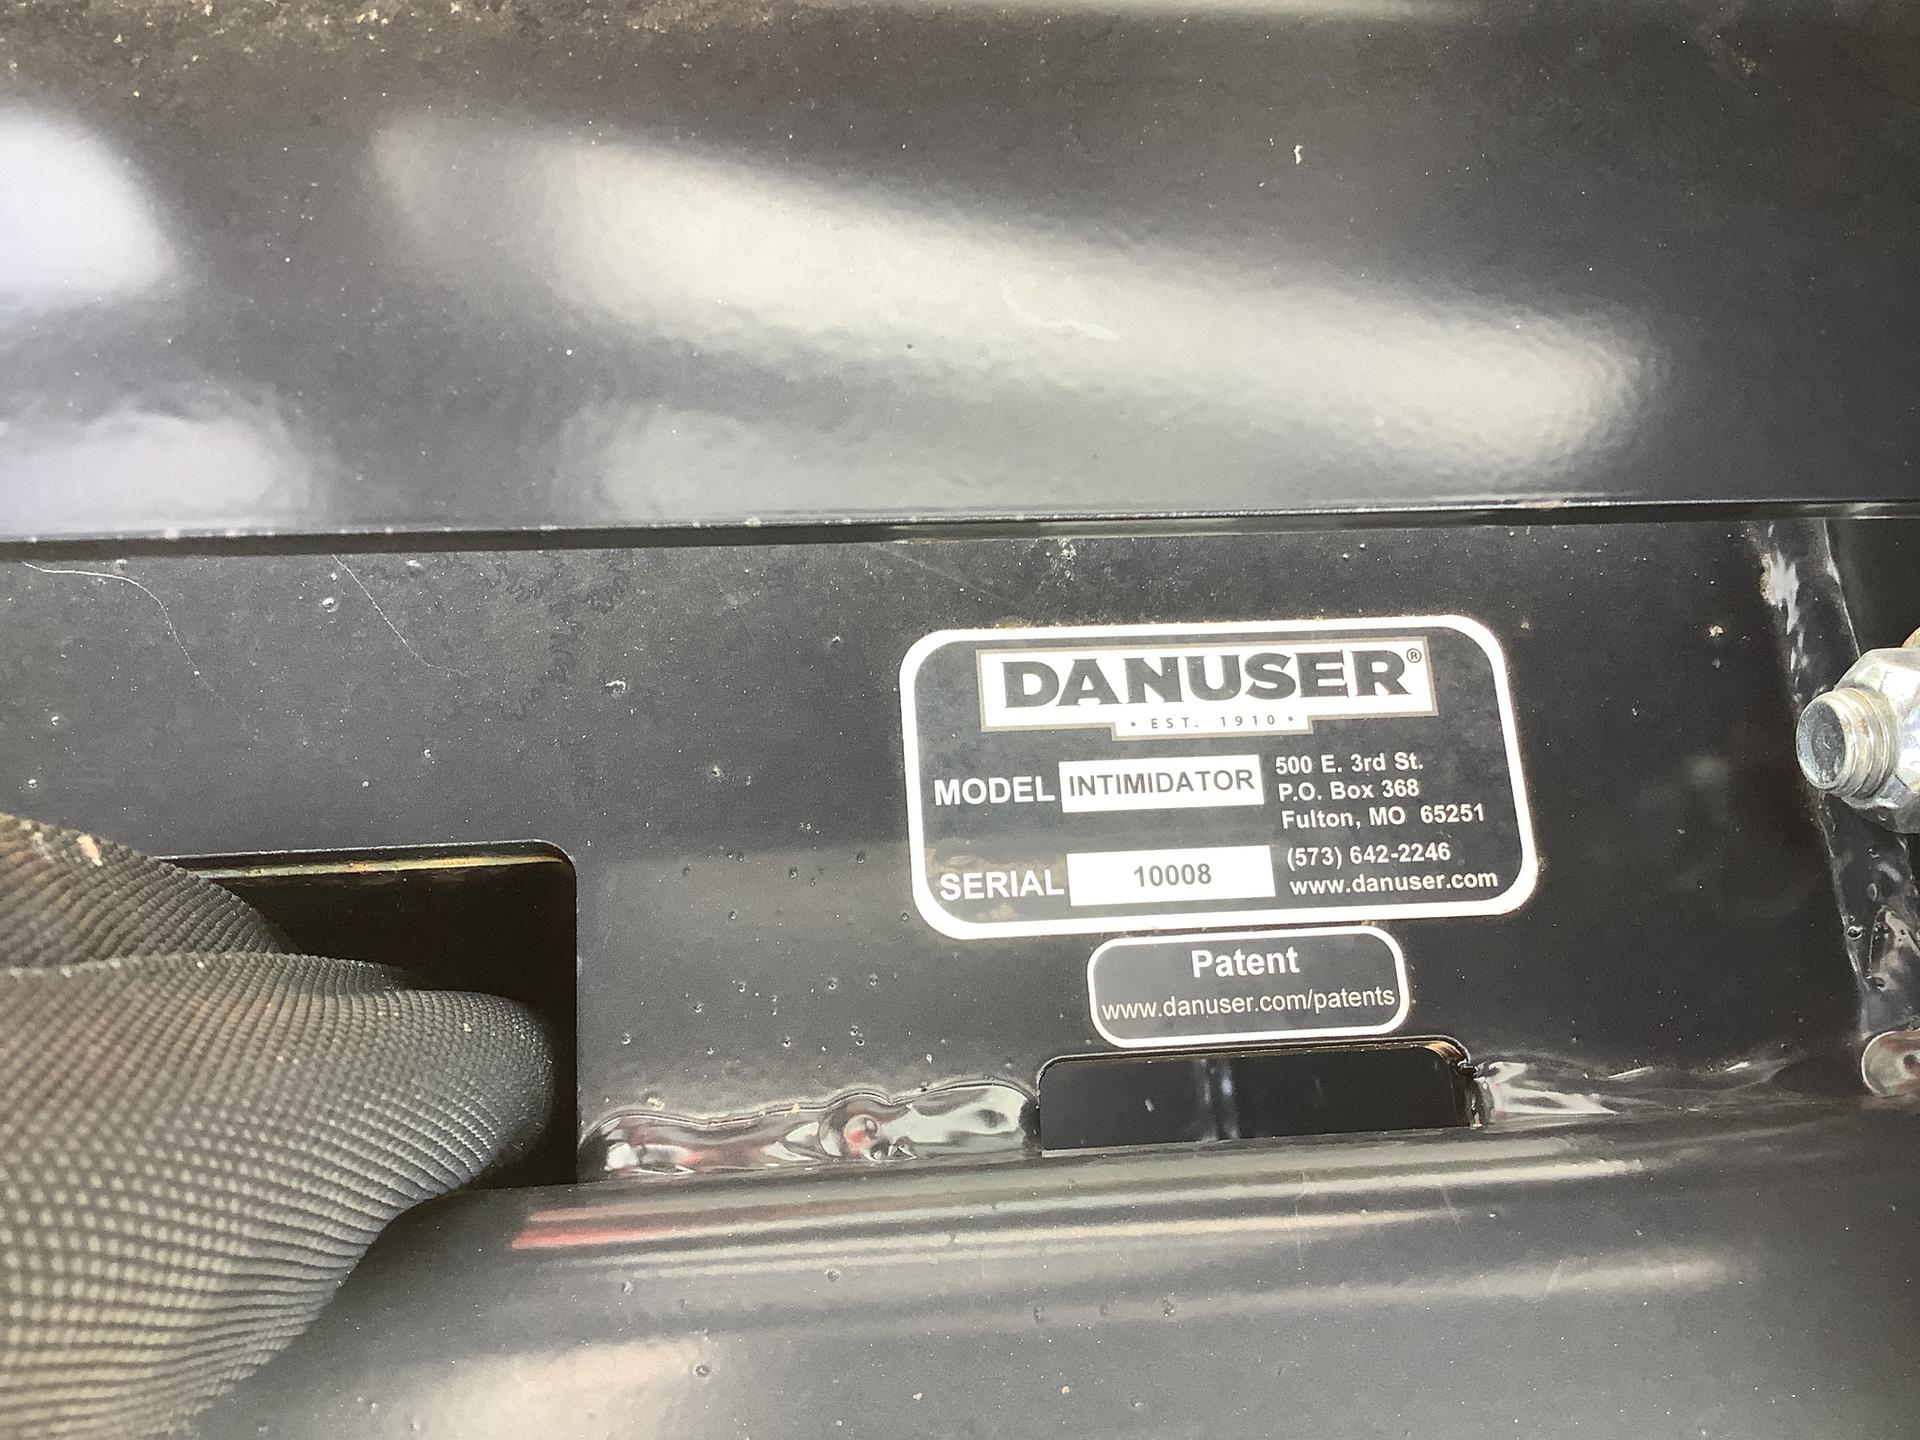 DANUSER®
• EST. 1910 •
MODEL INTIMIDATOR
500 E. 3rd St.
P.O. Box 368
Fulton, MO 65251
SERIAL 10008
(573) 642-2246
www.danuser.com
Patent
www.danuser.com/patents